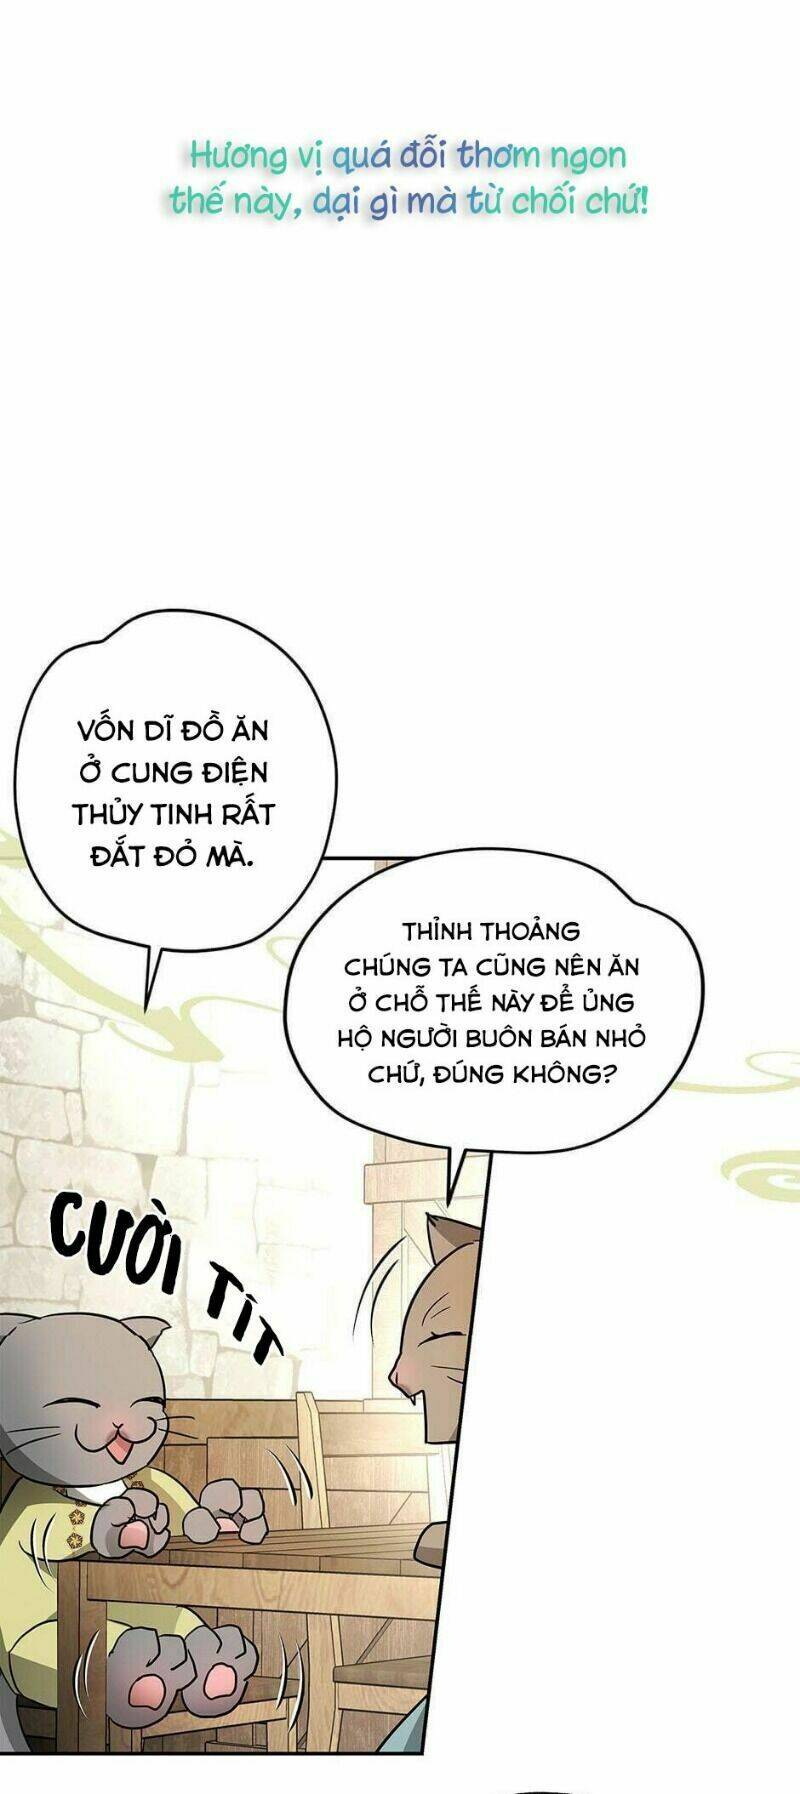 Hương vị quá đỗi thơm ngon
thế này, dại gì mà từ chối chứ!
VỐN DĨ ĐỒ ĂN
Ở CUNG ĐIỆN
THỦY TINH RẤT
ĐẮT ĐỎ MÀ.
THỈNH THOẢNG
CHÚNG TA CŨNG NÊN ĂN
Ở CHỖ THẾ NÀY ĐỂ ỦNG
HỘ NGƯỜI BUÔN BÁN NHỎ
CHỨ, ĐÚNG KHÔNG?
CƯỜI TÍT